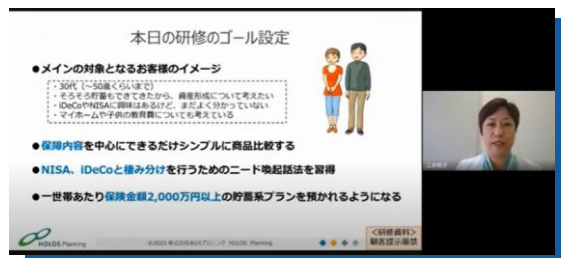 本日の研修のゴール設定
●メインの対象となるお客様のイメージ
・30代(～50歳くらいまで)
・そろそろ貯蓄もできてきたから、資産形成について考えたい
・iDeCoやNISAに興味はあるけど、まだよく分かっていない
・マイホームや子供の教育費についても考えている
●保障内容を中心にできるだけシンプルに商品比較する
●NISA、iDeCoと棲み分けを行うためのニード喚起話法を習得
●一世帯あたり保険金額2,000万円以上の貯蓄系プランを預かれるようになる
HOLOS Planning
©2023 株式会社ホロスプランニング HOLOS Planning
<研修資料>
顧客提示厳禁